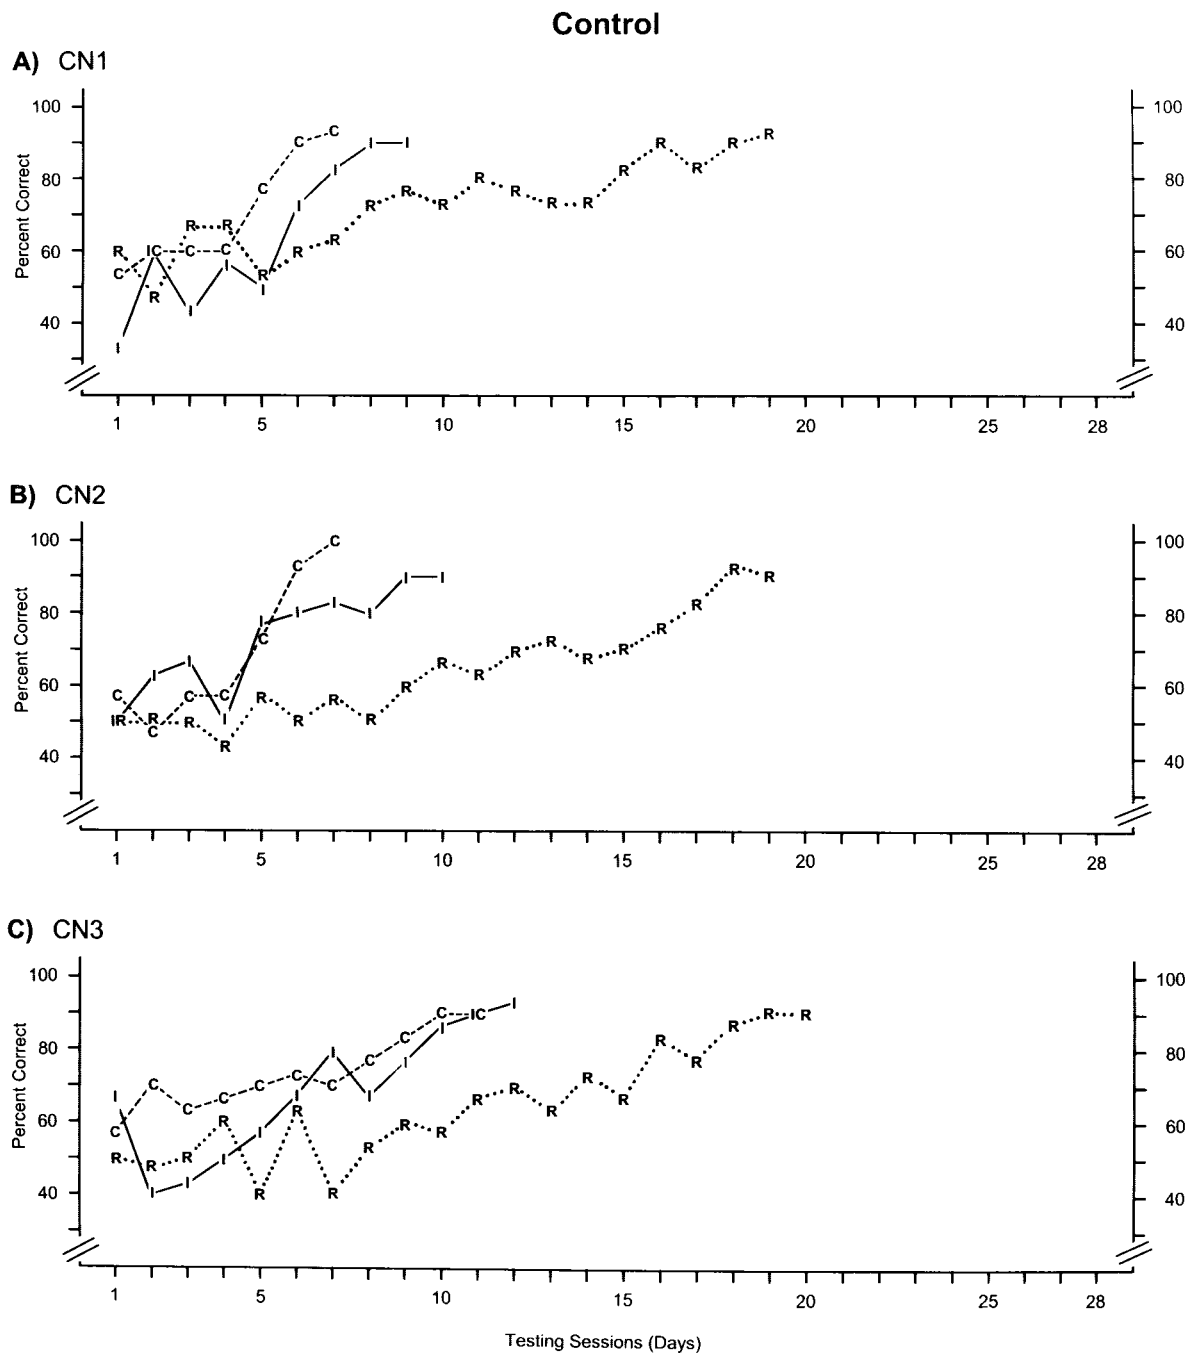 Control
A) CN1
100
80
60
40
Percent Correct
C C C C C C C
I I I I I I I I I
R R R R R R R R R R R R R R R R R R R
100
80
60
40
1 5 10 15 20 25 28
B) CN2
100
80
60
40
Percent Correct
C C C C C C C
I I I I I I I I I I
R R R R R R R R R R R R R R R R R R R
100
80
60
40
1 5 10 15 20 25 28
C) CN3
100
80
60
40
Percent Correct
C C C C C C C C C C C
I I I I I I I I I I I I
R R R R R R R R R R R R R R R R R R R R
100
80
60
40
1 5 10 15 20 25 28
Testing Sessions (Days)